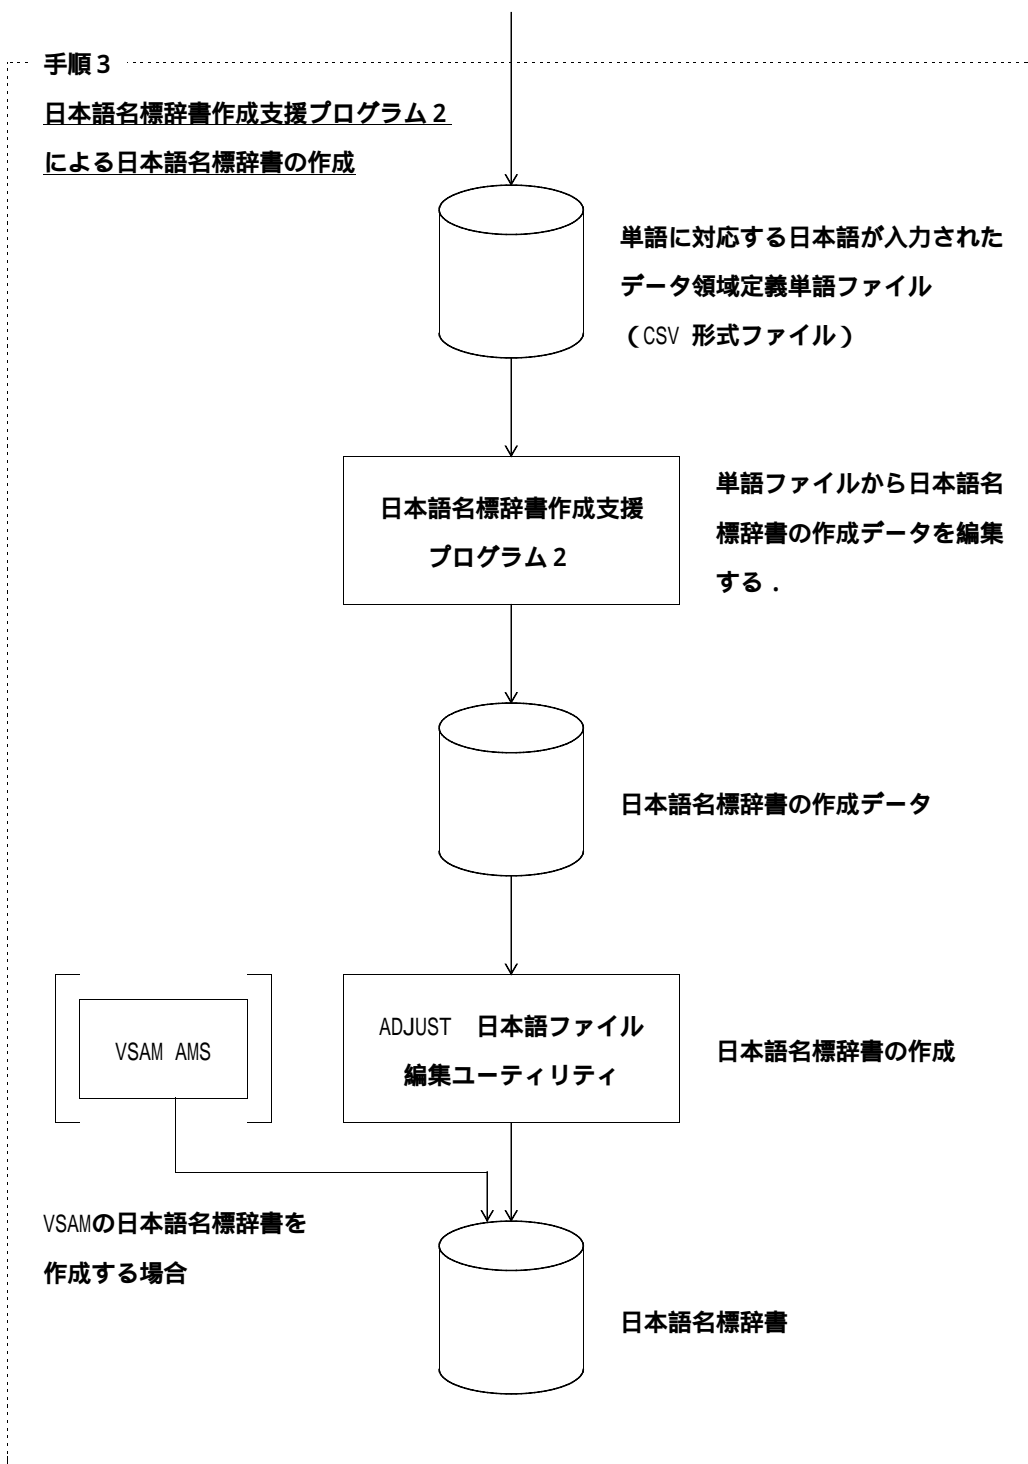 手順３
日本語名標辞書作成支援プログラム２
による日本語名標辞書の作成
単語に対応する日本語が入力された
データ領域定義単語ファイル
（CSV 形式ファイル）
日本語名標辞書作成支援
プログラム２
単語ファイルから日本語名
標辞書の作成データを編集
する．
日本語名標辞書の作成データ
VSAM AMS
ADJUST　日本語ファイル
編集ユーティリティ
日本語名標辞書の作成
VSAMの日本語名標辞書を
作成する場合
日本語名標辞書